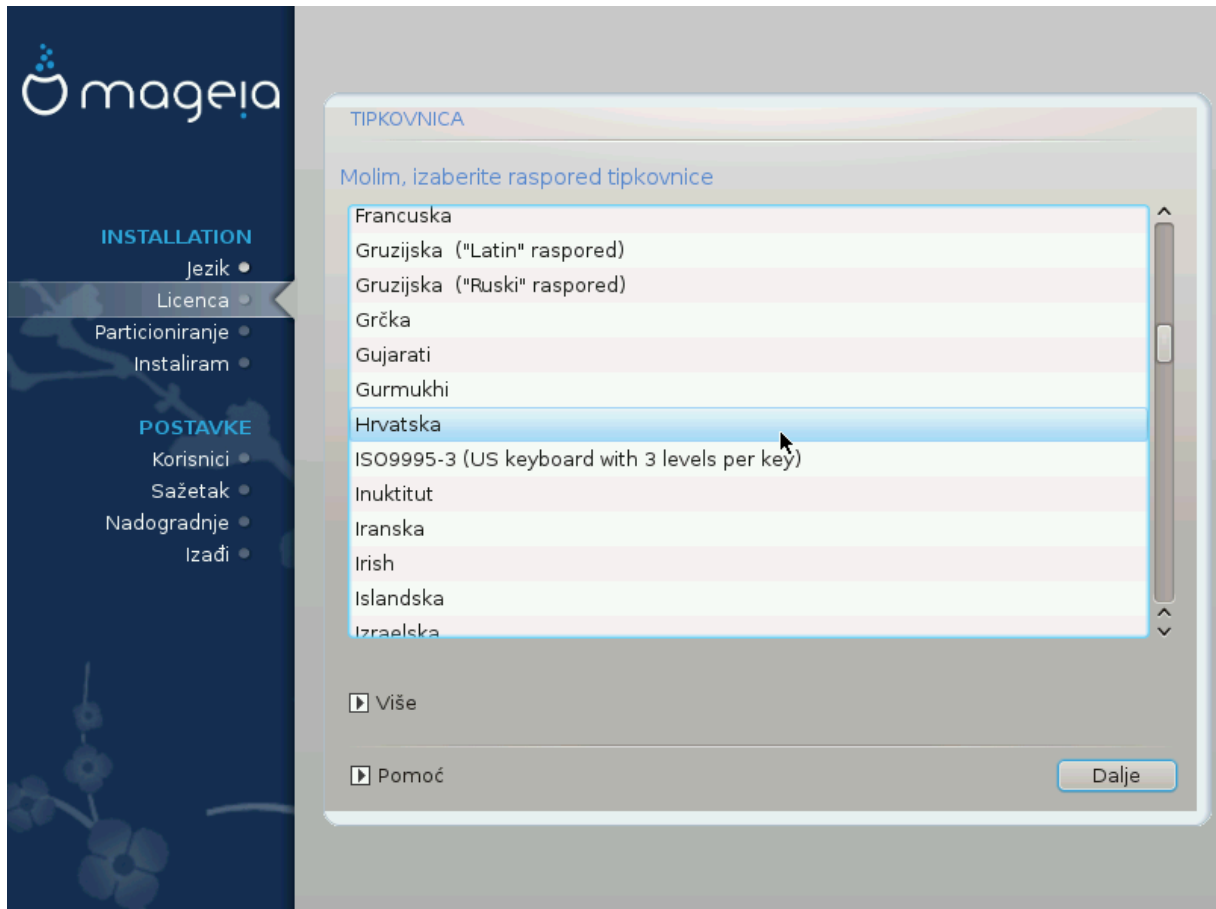 mageia
INSTALLATION
Jezik
Licenca
Particioniranje
Instaliram
POSTAVKE
Korisnici
Sažetak
Nadogradnje
Izađi
TIPKOVNICA
Molim, izaberite raspored tipkovnice
Francuska
Gruzijska ("Latin" raspored)
Gruzijska ("Ruski" raspored)
Grčka
Gujarati
Gurmukhi
Hrvatska
ISO9995-3 (US keyboard with 3 levels per key)
Inuktitut
Iranska
Irish
Islandska
Izraelska
Više
Pomoć
Dalje